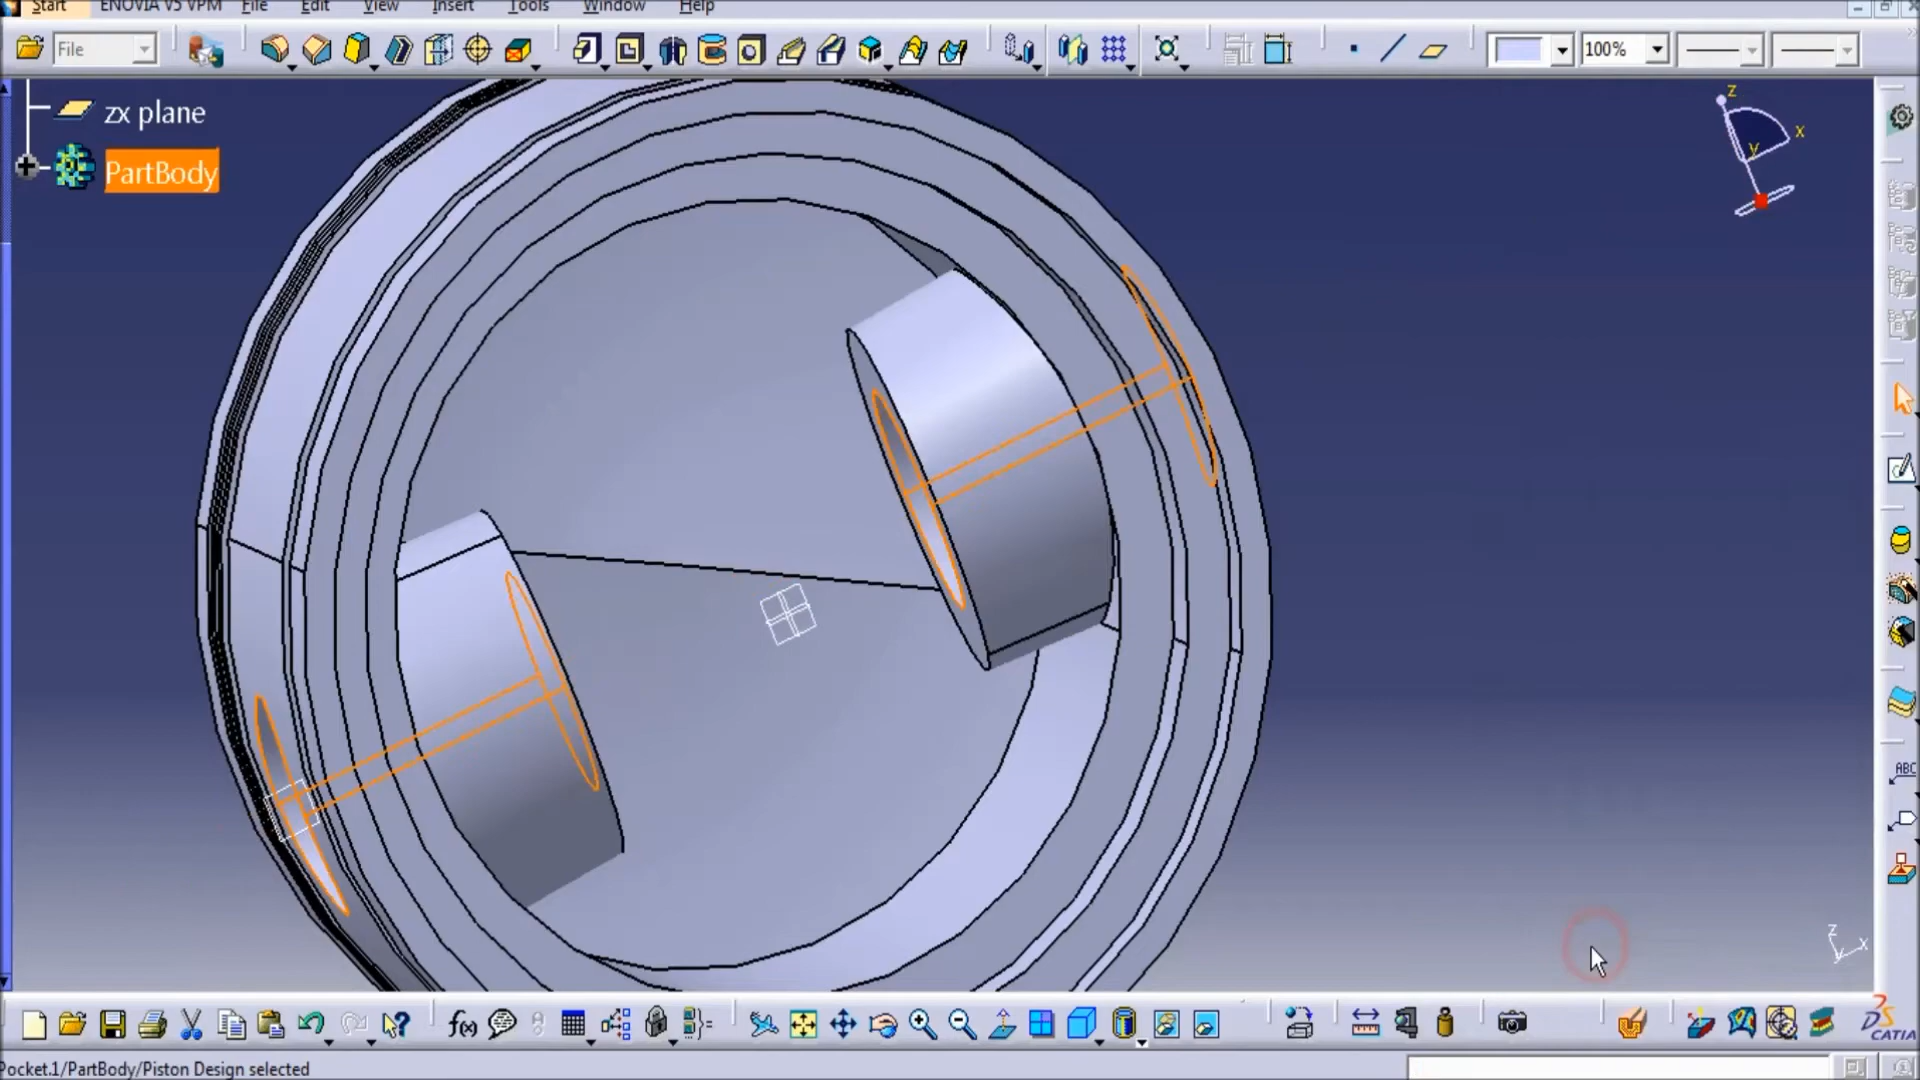 Start ENOVIA V5 VPM File Edit View Insert Tools Window Help
File
100%
zx plane
PartBody
z
x
y
ABC
z
x
y
f(x)
CATIA
Pocket.1/PartBody/Piston Design selected